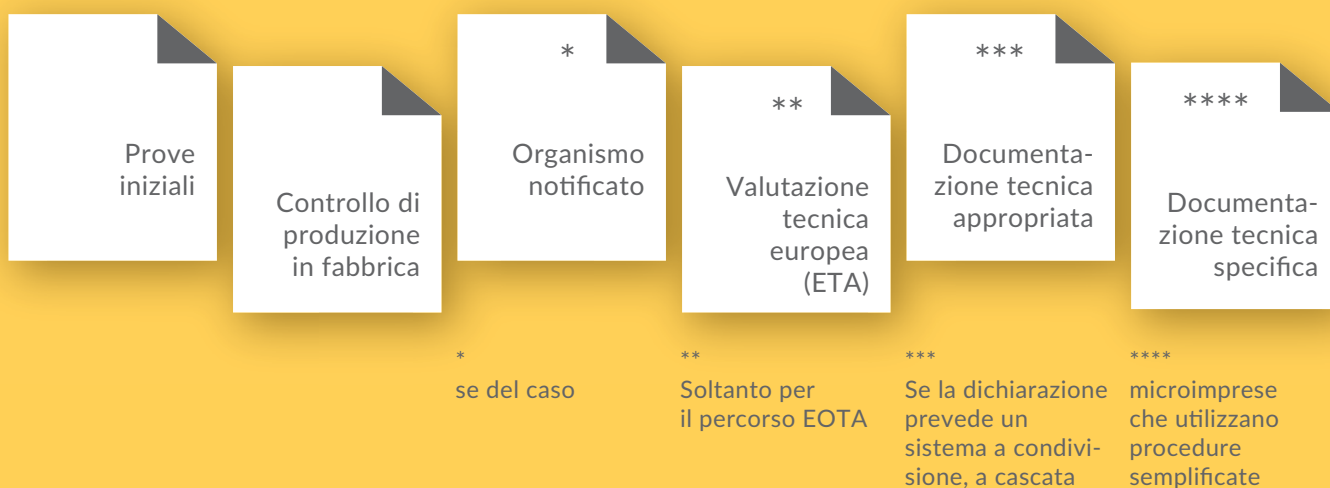 Prove
iniziali
Controllo di
produzione
in fabbrica
*
Organismo
notificato
**
Valutazione
tecnica
europea
(ETA)
***
Documenta-
zione tecnica
appropriata
****
Documenta-
zione tecnica
specifica
*
se del caso
**
Soltanto per
il percorso EOTA
***
Se la dichiarazione
prevede un
sistema a condivi-
sione, a cascata
****
microimprese
che utilizzano
procedure
semplificate